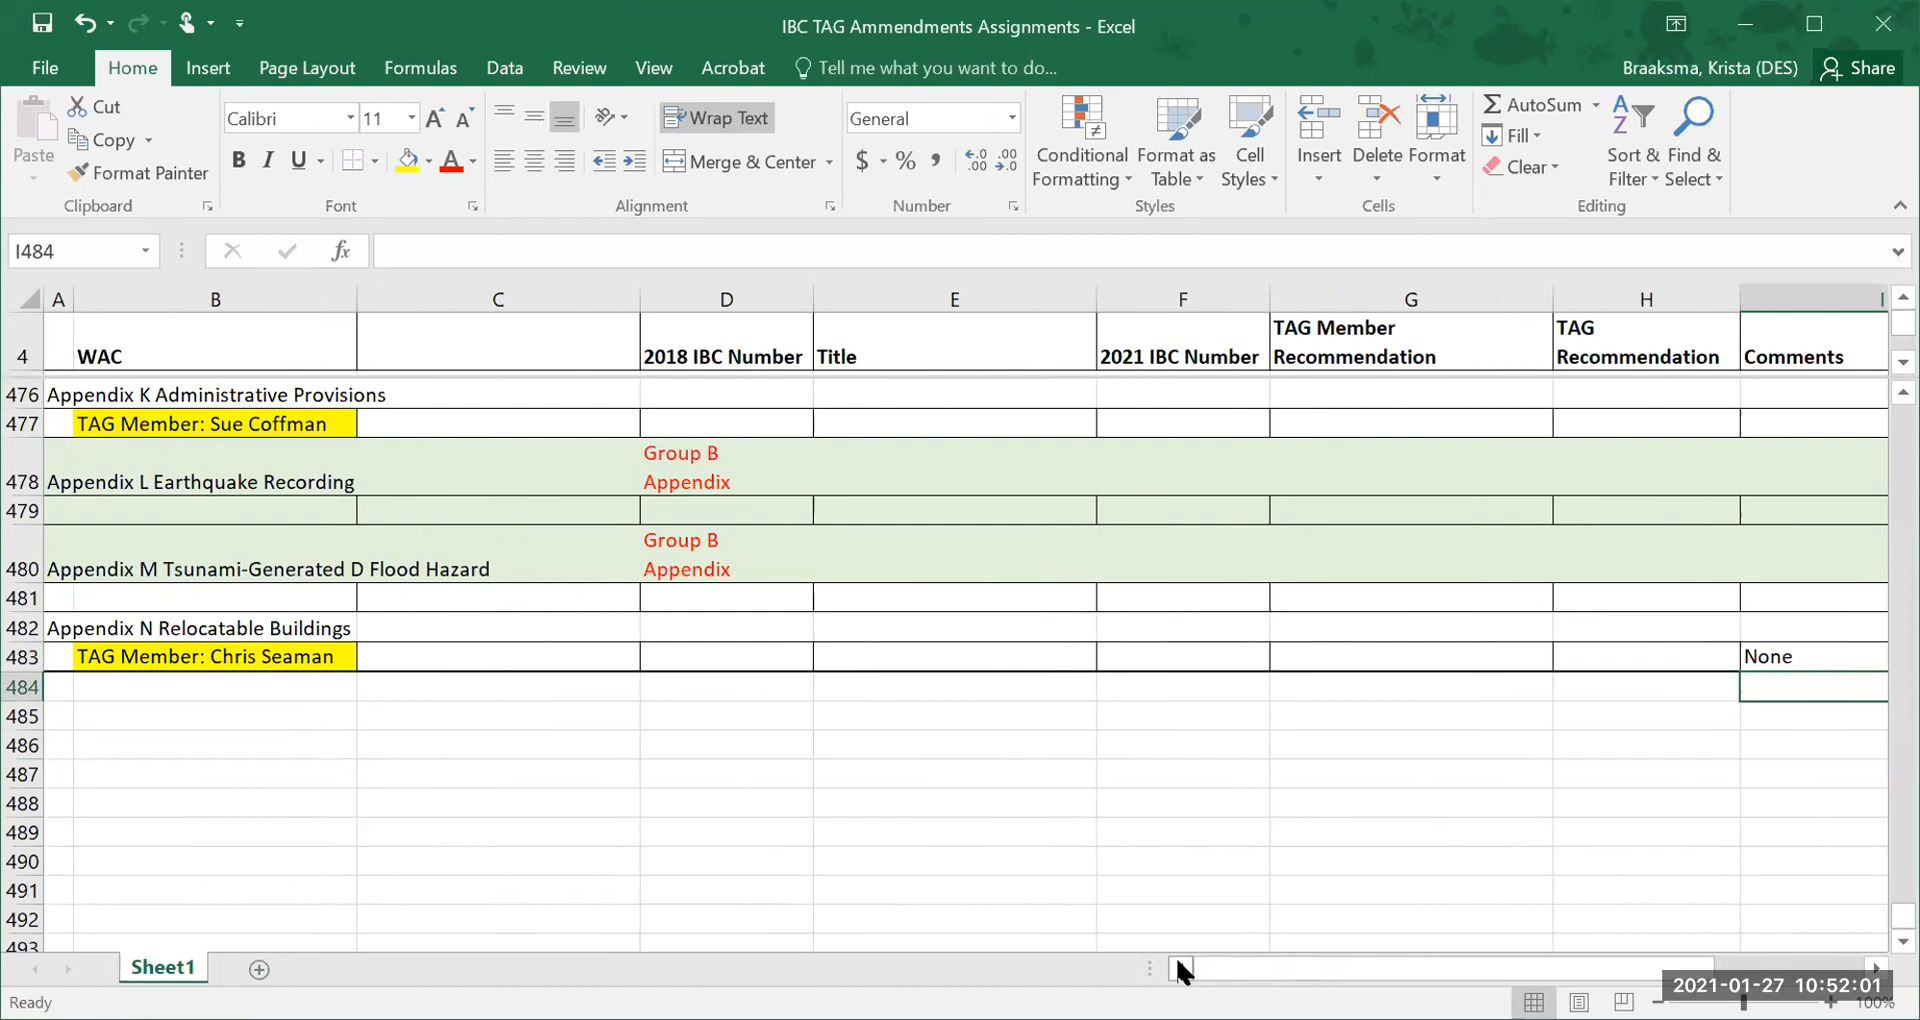 IBC TAG Ammendments Assignments - Excel
File Home Insert Page Layout Formulas Data Review View Acrobat Tell me what you want to do... Braaksma, Krista (DES) Share
Paste
Cut
Copy
Format Painter
Clipboard
Calibri 11
B I U A
Font
Wrap Text
Merge & Center
Alignment
General
$ % , .00 .00
Number
Conditional Formatting
Format as Table
Cell Styles
Styles
Insert
Delete
Format
Cells
AutoSum
Fill
Clear
Sort & Filter
Find & Select
Editing
I484 fx
A B C D E F G H I
4 WAC 2018 IBC Number Title 2021 IBC Number TAG Member Recommendation TAG Recommendation Comments
476 Appendix K Administrative Provisions
477 TAG Member: Sue Coffman
478 Appendix L Earthquake Recording Group B Appendix
479
480 Appendix M Tsunami-Generated D Flood Hazard Group B Appendix
481
482 Appendix N Relocatable Buildings
483 TAG Member: Chris Seaman None
484
485
486
487
488
489
490
491
492
493
Sheet1
2021-01-27 10:52:01
Ready 100%